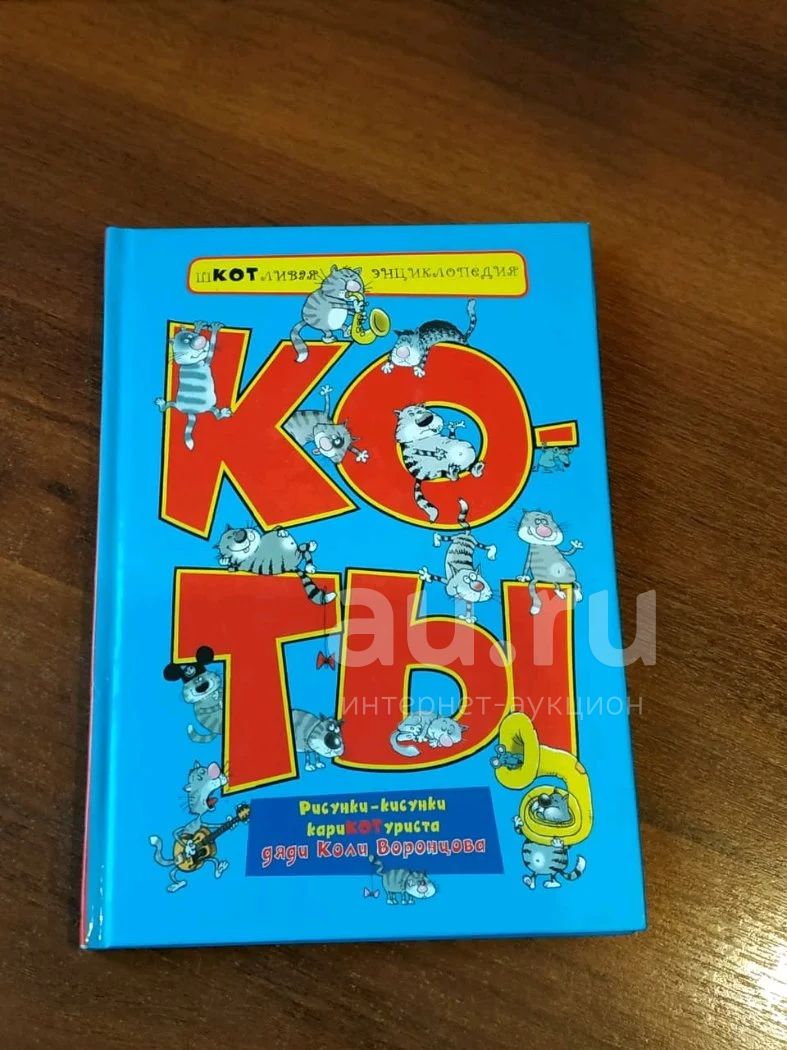 шКОТливая энциклопедия
КО-
ТЫ
au.ru
интернет-аукцион
Рисунки-кисунки
кариКОТуриста
дяди Коли Воронцова